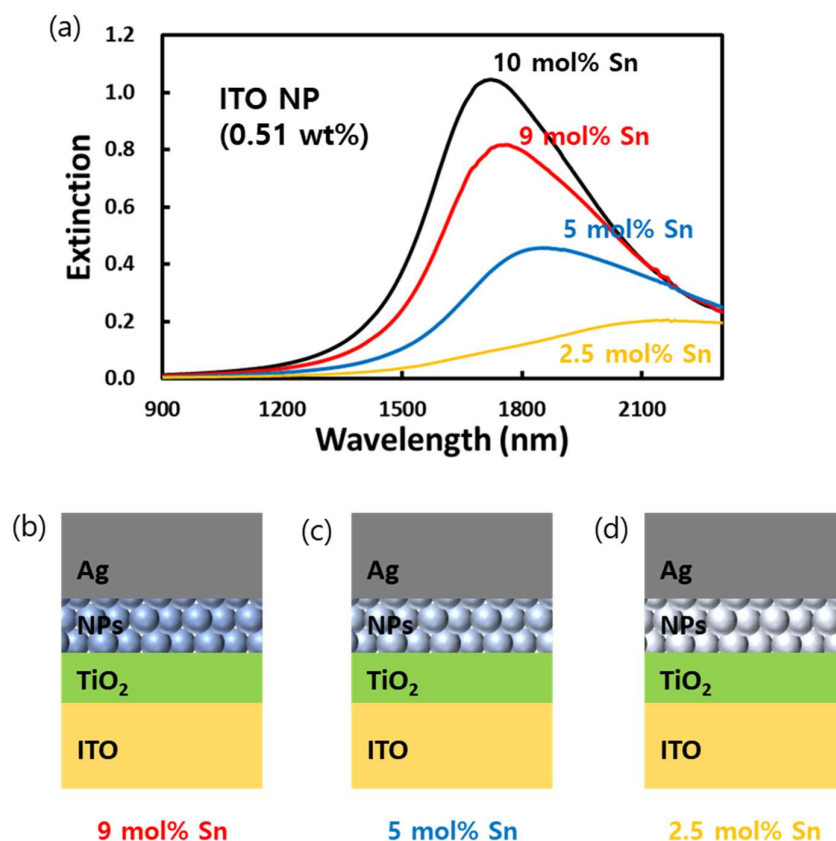 (a)
1.2
1.0
0.8
0.6
0.4
0.2
0.0
Extinction
ITO NP
(0.51 wt%)
10 mol% Sn
9 mol% Sn
5 mol% Sn
2.5 mol% Sn
900 1200 1500 1800 2100
Wavelength (nm)
(b)
Ag
NPs
TiO₂
ITO
9 mol% Sn
(c)
Ag
NPs
TiO₂
ITO
5 mol% Sn
(d)
Ag
NPs
TiO₂
ITO
2.5 mol% Sn